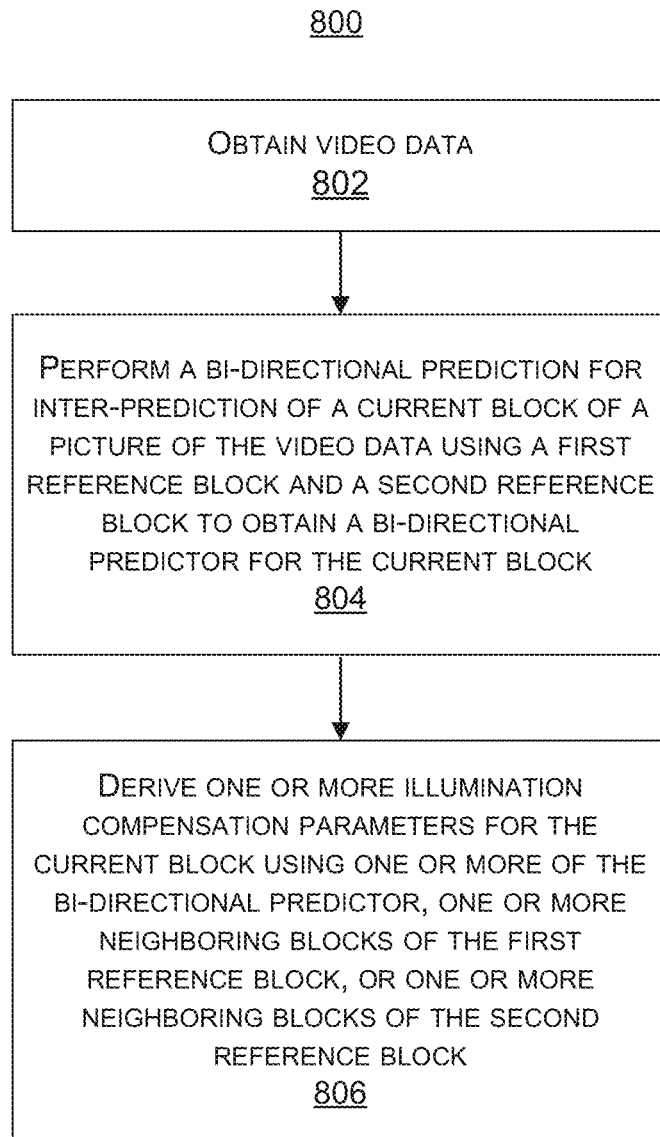 800
OBTAIN VIDEO DATA
802
PERFORM A BI-DIRECTIONAL PREDICTION FOR
INTER-PREDICTION OF A CURRENT BLOCK OF A
PICTURE OF THE VIDEO DATA USING A FIRST
REFERENCE BLOCK AND A SECOND REFERENCE
BLOCK TO OBTAIN A BI-DIRECTIONAL
PREDICTOR FOR THE CURRENT BLOCK
804
DERIVE ONE OR MORE ILLUMINATION
COMPENSATION PARAMETERS FOR THE
CURRENT BLOCK USING ONE OR MORE OF THE
BI-DIRECTIONAL PREDICTOR, ONE OR MORE
NEIGHBORING BLOCKS OF THE FIRST
REFERENCE BLOCK, OR ONE OR MORE
NEIGHBORING BLOCKS OF THE SECOND
REFERENCE BLOCK
806